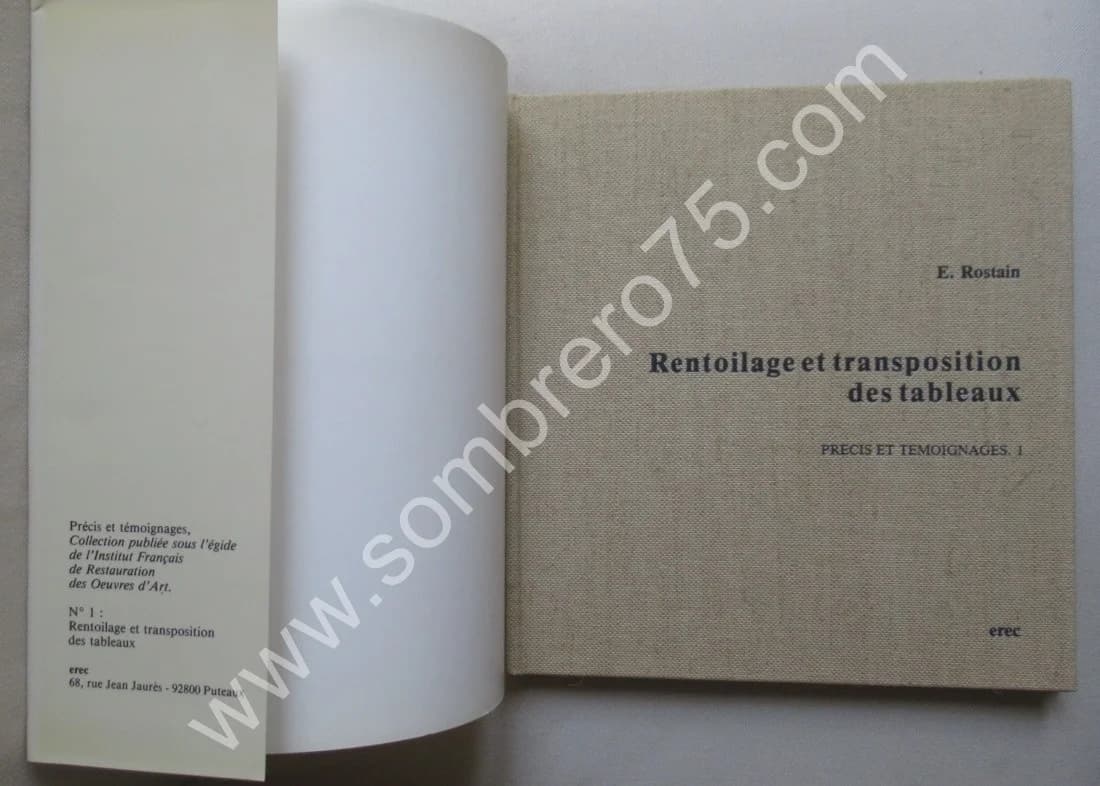 Précis et témoignages,
Collection publiée sous l'égide
de l'Institut Français
de Restauration
des Oeuvres d'Art.
N° 1 :
Rentoilage et transposition
des tableaux
erec
68, rue Jean Jaurès - 92800 Puteaux
E. Rostain
Rentoilage et transposition
des tableaux
PRECIS ET TEMOIGNAGES. 1
erec
www.sombrero75.com